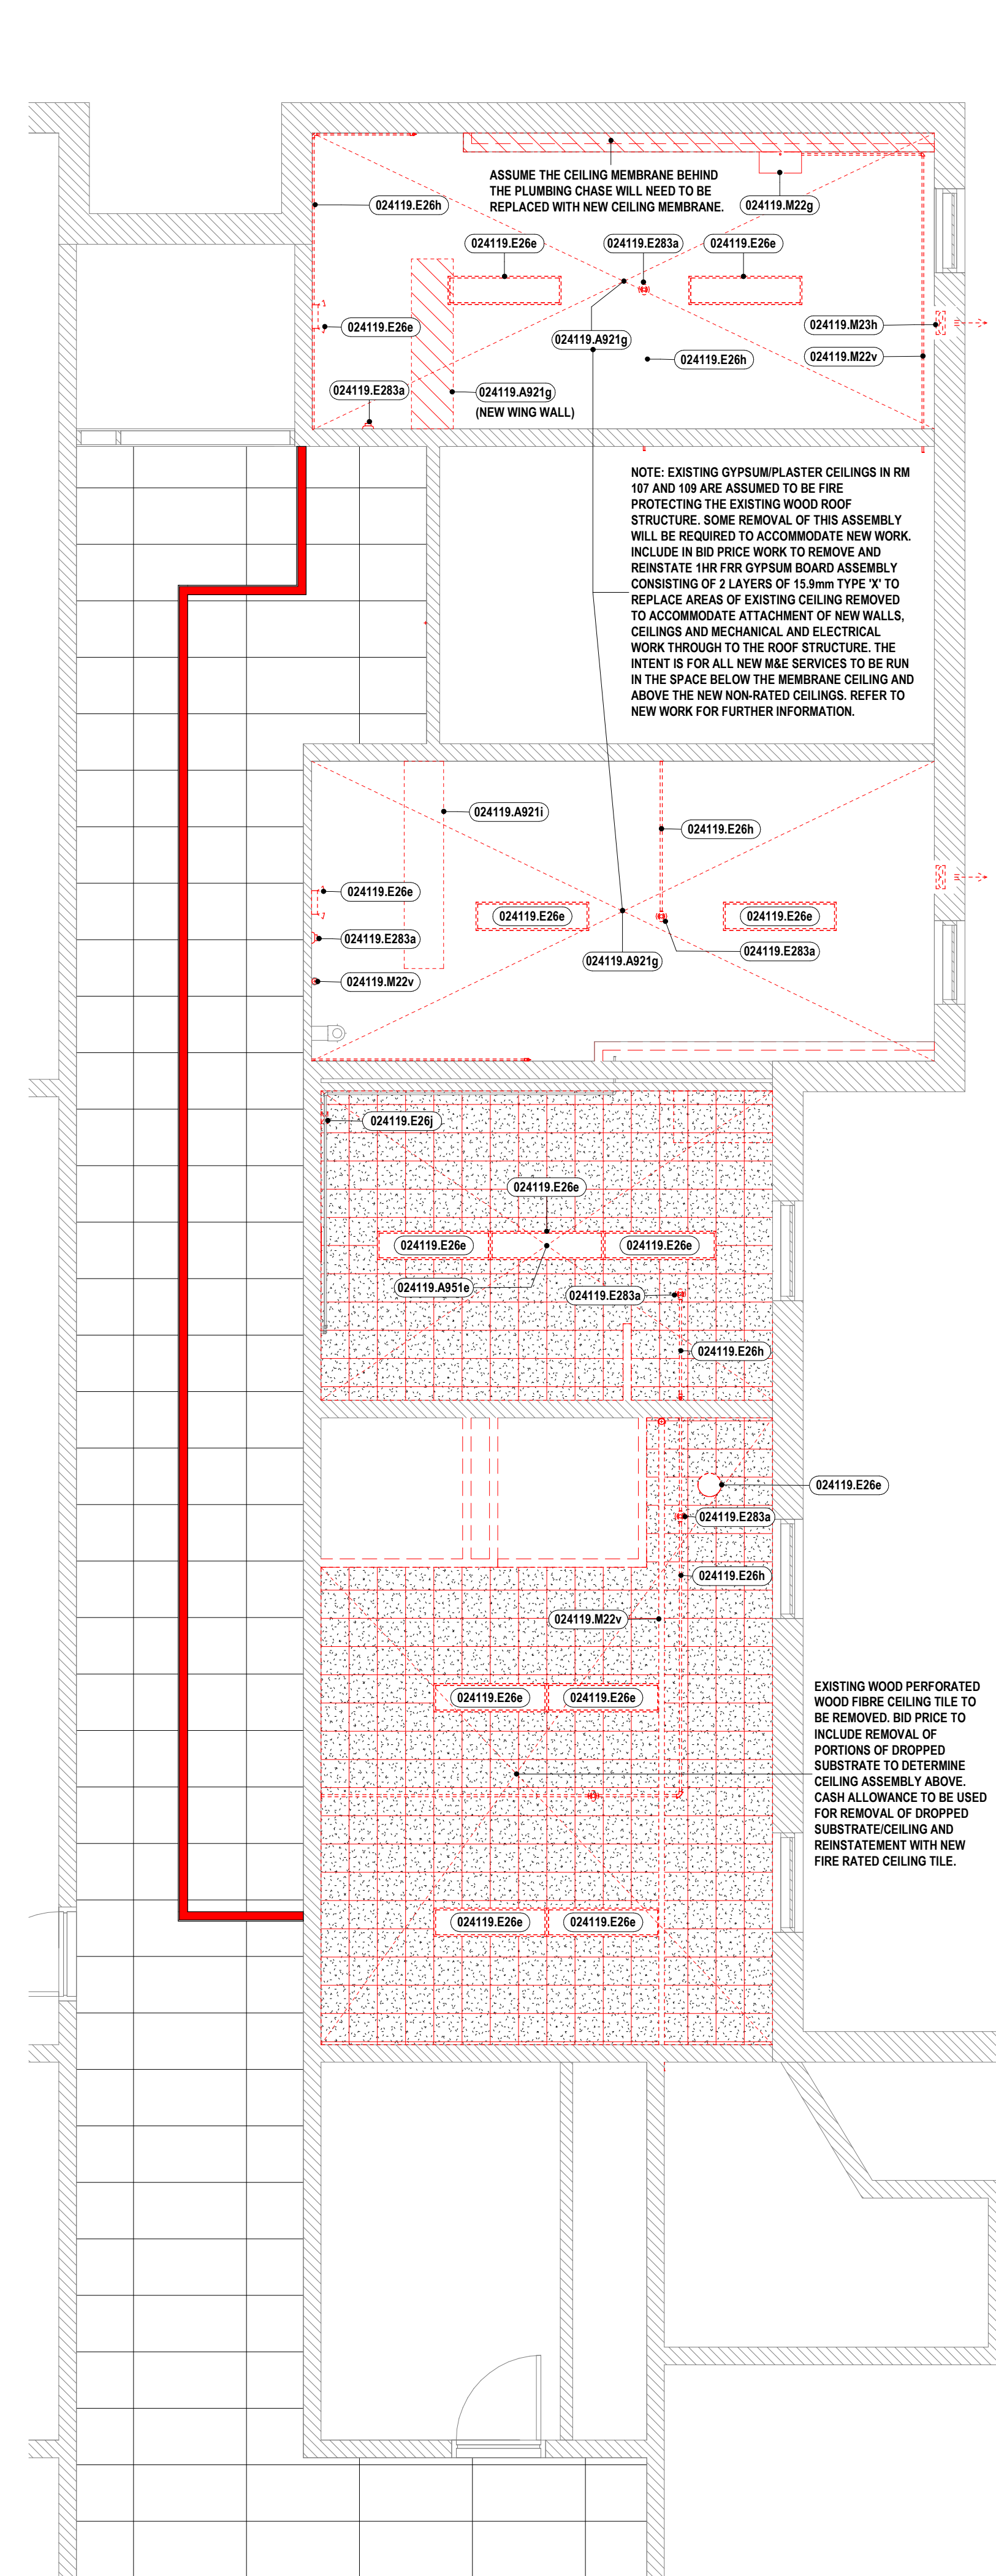 ASSUME THE CEILING MEMBRANE BEHIND
THE PLUMBING CHASE WILL NEED TO BE
REPLACED WITH NEW CEILING MEMBRANE.
024119.E26h
024119.M22g
024119.E26e
024119.E283a
024119.E26e
024119.E26e
024119.M23h
024119.A921g
024119.M22v
024119.E26h
024119.E283a
024119.A921g
(NEW WING WALL)
NOTE: EXISTING GYPSUM/PLASTER CEILINGS IN RM
107 AND 109 ARE ASSUMED TO BE FIRE
PROTECTING THE EXISTING WOOD ROOF
STRUCTURE. SOME REMOVAL OF THIS ASSEMBLY
WILL BE REQUIRED TO ACCOMMODATE NEW WORK.
INCLUDE IN BID PRICE WORK TO REMOVE AND
REINSTATE 1HR FRR GYPSUM BOARD ASSEMBLY
CONSISTING OF 2 LAYERS OF 15.9mm TYPE 'X' TO
REPLACE AREAS OF EXISTING CEILING REMOVED
TO ACCOMMODATE ATTACHMENT OF NEW WALLS,
CEILINGS AND MECHANICAL AND ELECTRICAL
WORK THROUGH TO THE ROOF STRUCTURE. THE
INTENT IS FOR ALL NEW M&E SERVICES TO BE RUN
IN THE SPACE BELOW THE MEMBRANE CEILING AND
ABOVE THE NEW NON-RATED CEILINGS. REFER TO
NEW WORK FOR FURTHER INFORMATION.
024119.A921i
024119.E26h
024119.E26e
024119.E26e
024119.E26e
024119.E283a
024119.E283a
024119.A921g
024119.M22v
024119.E26j
024119.E26e
024119.E26e
024119.E26e
024119.A951e
024119.E283a
024119.E26h
024119.E26e
024119.E283a
024119.E26h
024119.M22v
024119.E26e
024119.E26e
EXISTING WOOD PERFORATED
WOOD FIBRE CEILING TILE TO
BE REMOVED. BID PRICE TO
INCLUDE REMOVAL OF
PORTIONS OF DROPPED
SUBSTRATE TO DETERMINE
CEILING ASSEMBLY ABOVE.
CASH ALLOWANCE TO BE USED
FOR REMOVAL OF DROPPED
SUBSTRATE/CEILING AND
REINSTATEMENT WITH NEW
FIRE RATED CEILING TILE.
024119.E26e
024119.E26e